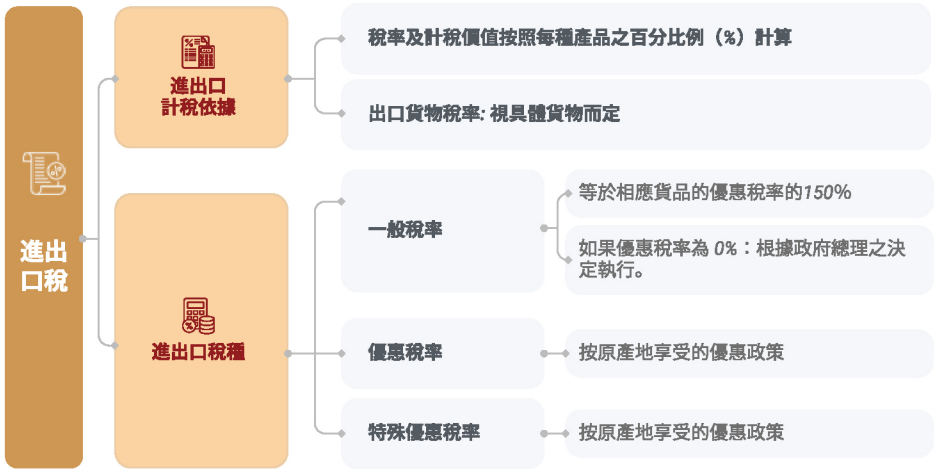 進出
口稅
進出口
計稅依據
稅率及計稅價值按照每種產品之百分比例（%）計算
出口貨物稅率: 視具體貨物而定
進出口稅種
一般稅率
等於相應貨品的優惠稅率的150%
如果優惠稅率為 0%：根據政府總理之決
定執行。
優惠稅率
按原產地享受的優惠政策
特殊優惠稅率
按原產地享受的優惠政策